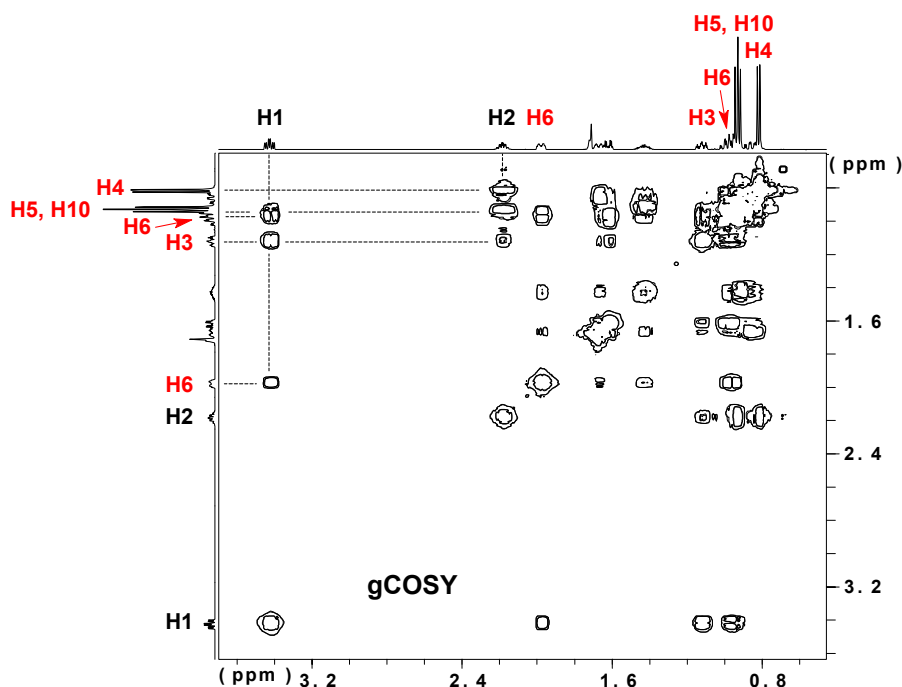 H5, H10
H4
H6
H1
H2
H6
H3
( ppm )
H4
H5, H10
H6
H3
1.6
H6
H2
2.4
gCOSY
3.2
H1
( ppm )
3.2
2.4
1.6
0.8